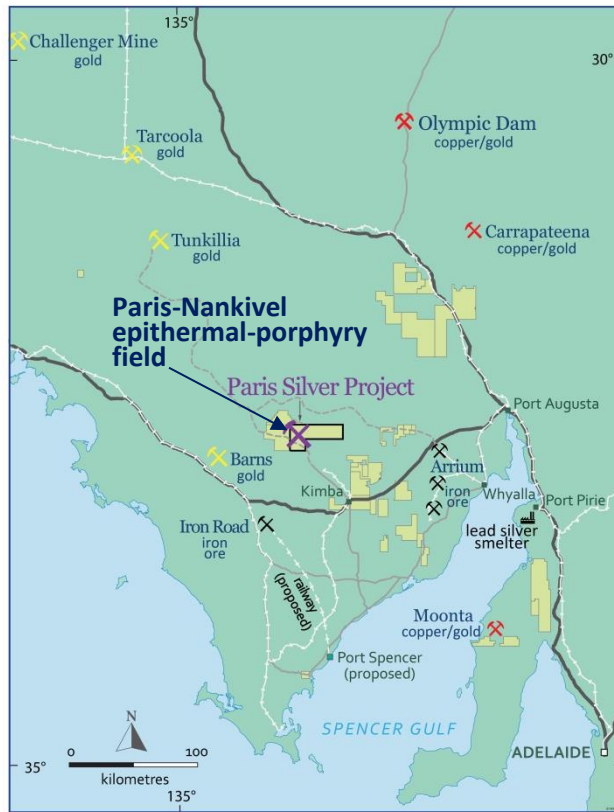 135°
30°
Challenger Mine
gold
Olympic Dam
copper/gold
Tarcoola
gold
Carrapateena
copper/gold
Tunkillia
gold
Paris-Nankivel
epithermal-porphyry
field
Paris Silver Project
Port Augusta
Barns
gold
Arrium
iron
ore
Kimba
Whyalla
Port Pirie
lead silver
smelter
Iron Road
iron
ore
railway
(proposed)
Moonta
copper/gold
Port Spencer
(proposed)
SPENCER GULF
N
ADELAIDE
0
100
kilometres
35°
135°